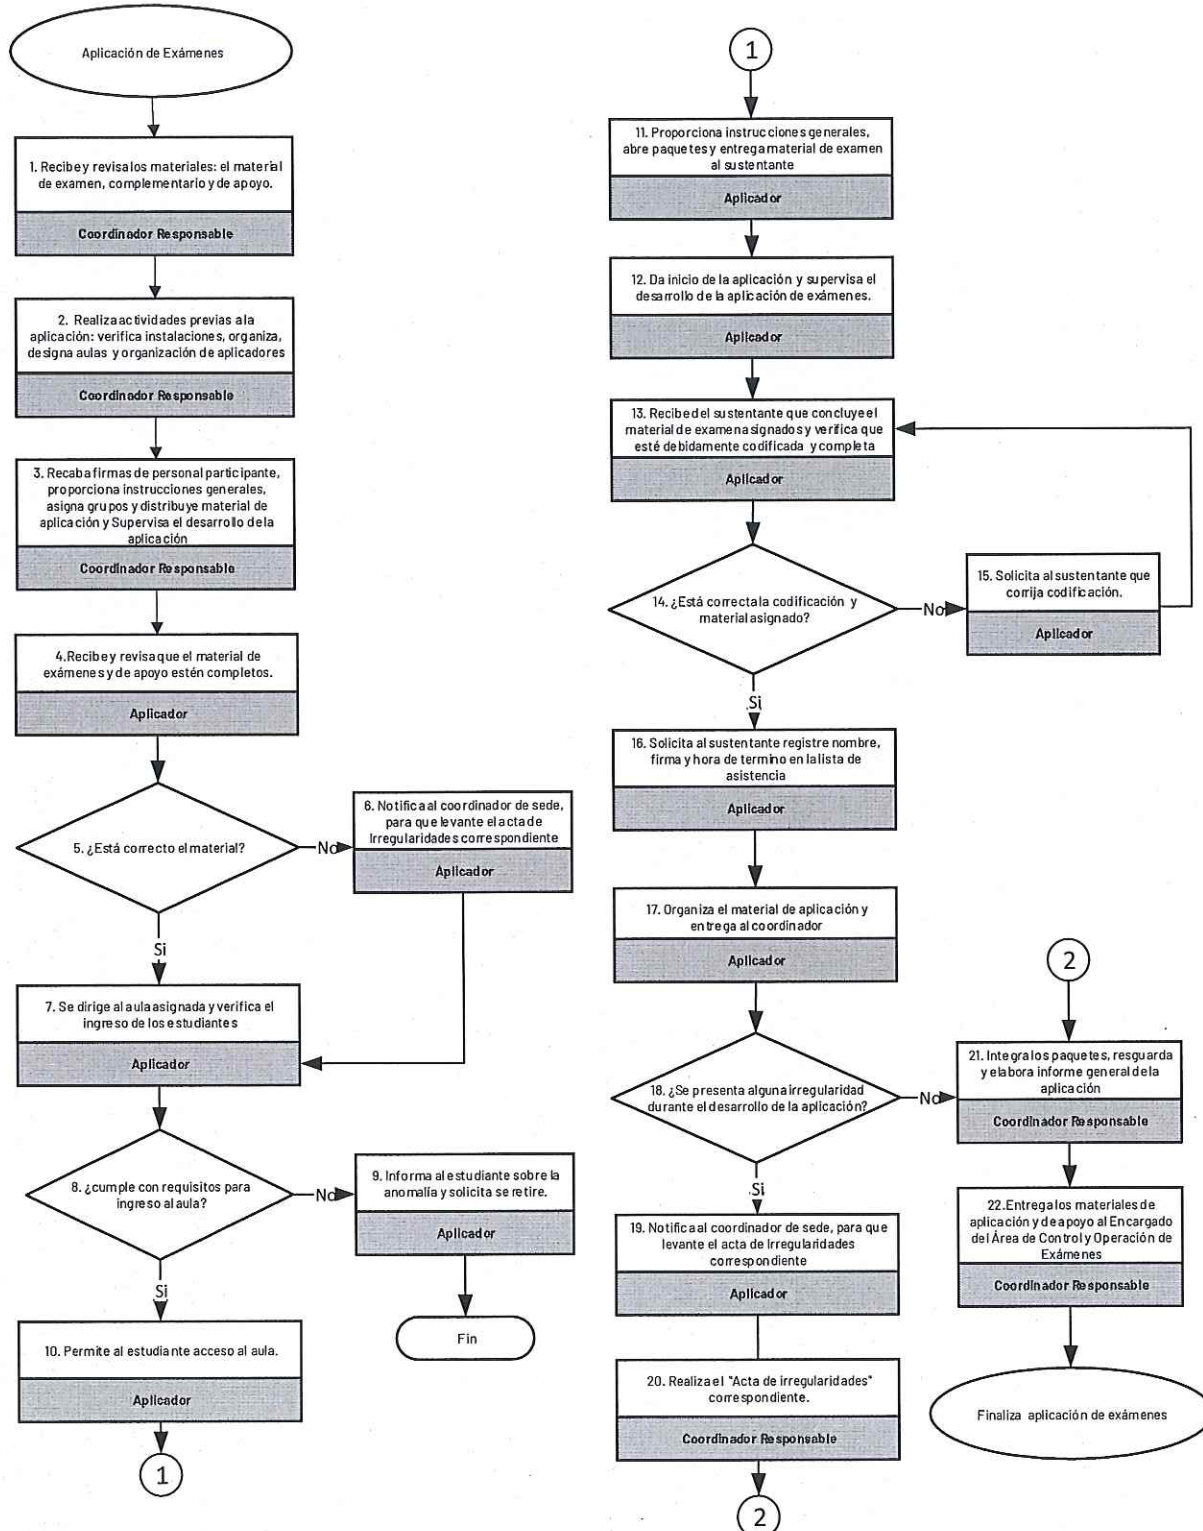 Aplicación de Exámenes
1. Recibe y revisa los materiales: el material
de examen, complementario y de apoyo.
Coordinador Responsable
2. Realiza actividades previas a la
aplicación: verifica instalaciones, organiza,
designa aulas y organización de aplicadores
Coordinador Responsable
3. Recaba firmas de personal participante,
proporciona instrucciones generales,
asigna grupos y distribuye material de
aplicación y Supervisa el desarrollo de la
aplicación
Coordinador Responsable
4. Recibe y revisa que el material de
exámenes y de apoyo estén completos.
Aplicador
5. ¿Está correcto el material?
No
6. Notifica al coordinador de sede,
para que levante el acta de
Irregularidades correspondiente
Aplicador
Si
7. Se dirige al aula asignada y verifica el
ingreso de los estudiantes
Aplicador
8. ¿cumple con requisitos para
ingreso al aula?
No
9. Informa al estudiante sobre la
anomalía y solicita se retire.
Aplicador
Fin
Si
10. Permite al estudiante acceso al aula.
Aplicador
1
1
11. Proporciona instrucciones generales,
abre paquetes y entrega material de examen
al sustentante
Aplicador
12. Da inicio de la aplicación y supervisa el
desarrollo de la aplicación de exámenes.
Aplicador
13. Recibe del sustentante que concluye el
material de examen asignados y verifica que
esté debidamente codificada y completa
Aplicador
14. ¿Está correcta la codificación y
material asignado?
No
15. Solicita al sustentante que
corrija codificación.
Aplicador
Si
16. Solicita al sustentante registre nombre,
firma y hora de termino en la lista de
asistencia
Aplicador
17. Organiza el material de aplicación y
entrega al coordinador
Aplicador
18. ¿Se presenta alguna irregularidad
durante el desarrollo de la aplicación?
No
Si
19. Notifica al coordinador de sede, para que
levante el acta de Irregularidades
correspondiente
Aplicador
20. Realiza el "Acta de irregularidades"
correspondiente.
Coordinador Responsable
2
2
21. Integra los paquetes, resguarda
y elabora informe general de la
aplicación
Coordinador Responsable
22. Entrega los materiales de
aplicación y de apoyo al Encargado
del Área de Control y Operación de
Exámenes
Coordinador Responsable
Finaliza aplicación de exámenes